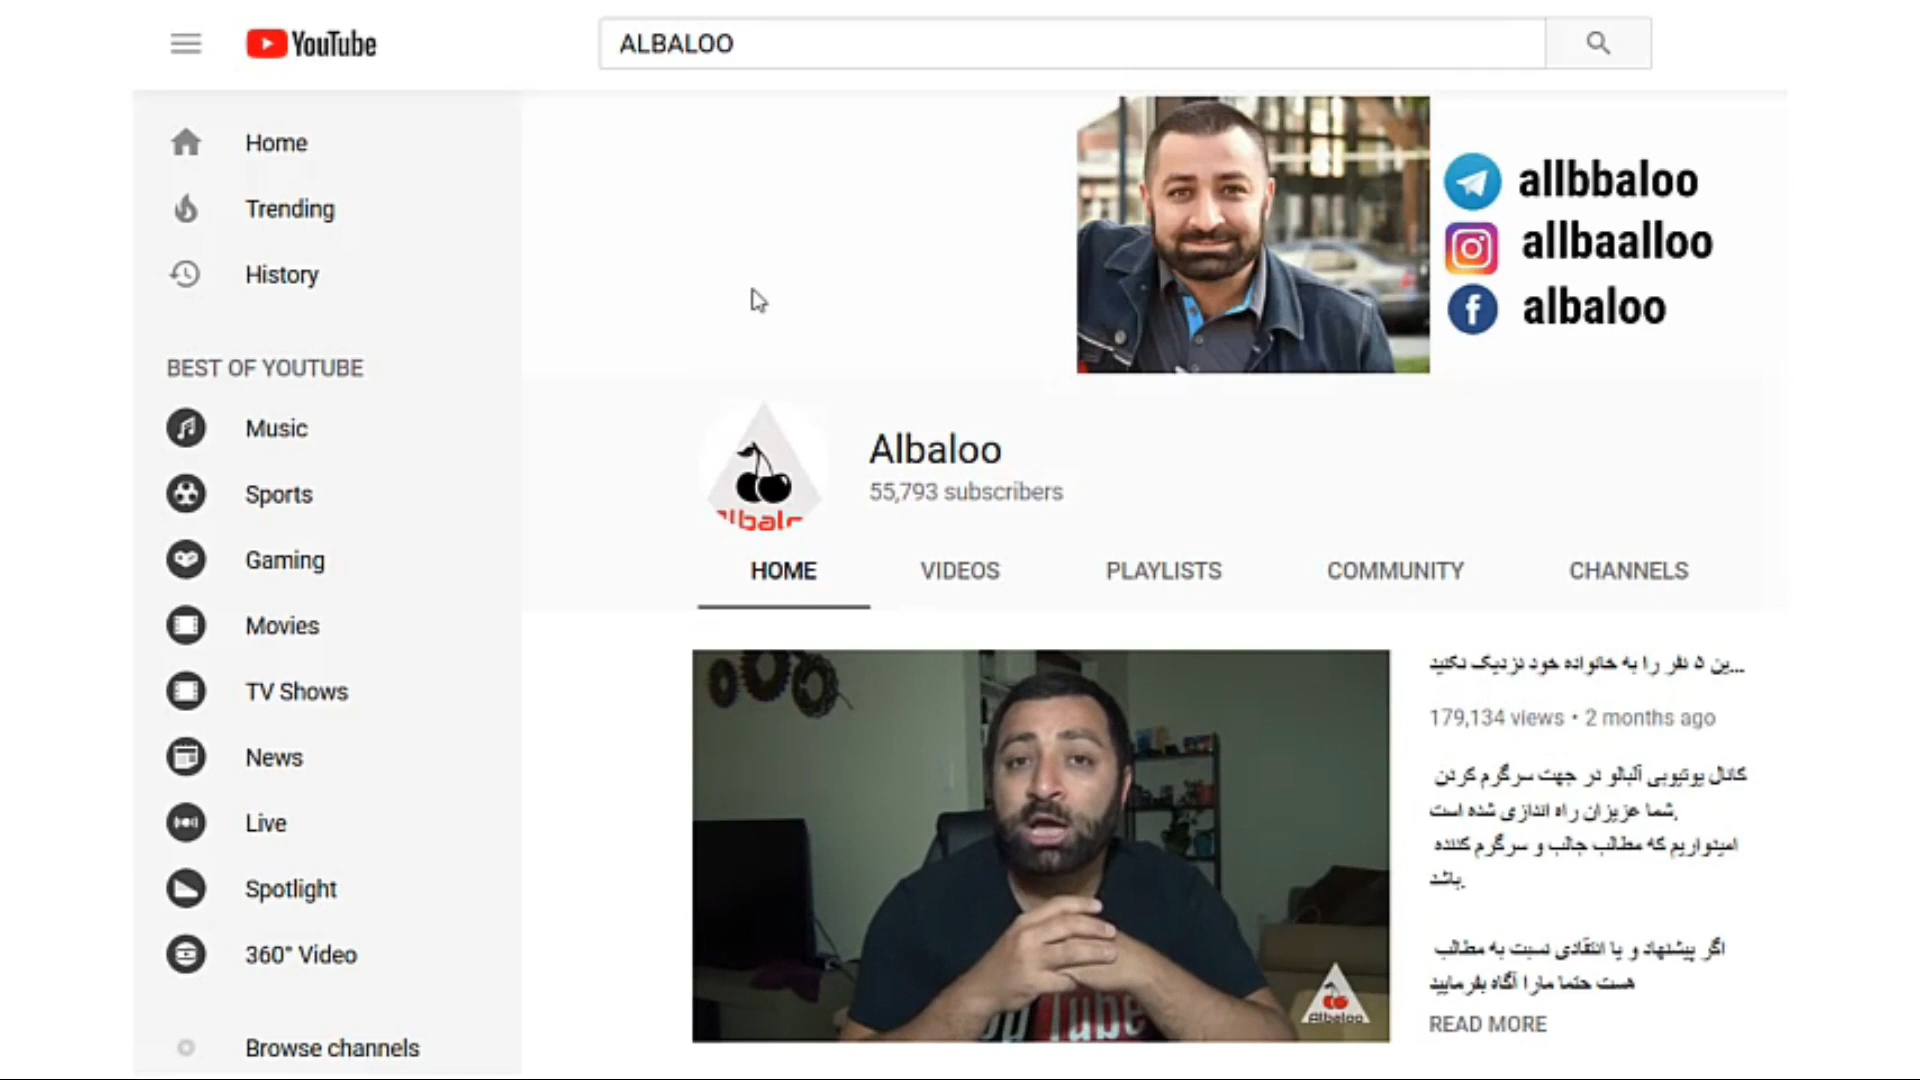 YouTube
ALBALOO
Home
Trending
History
BEST OF YOUTUBE
Music
Sports
Gaming
Movies
TV Shows
News
Live
Spotlight
360° Video
Browse channels
allbbaloo
allbaalloo
albaloo
Albaloo
55,793 subscribers
HOME VIDEOS PLAYLISTS COMMUNITY CHANNELS
...ین ۵ نفر را به خانواده خود نزدیک نکنید
179,134 views • 2 months ago
کانال یوتیوبی آلبالو در جهت سرگرم کردن
شما عزیزان راه اندازی شده است.
امیدواریم که مطالب جالب و سرگرم کننده
باشد.
اگر پیشنهاد و یا انتقادی نسبت به مطالب
هست حتما مارا آگاه بفرمایید
READ MORE
Albaloo